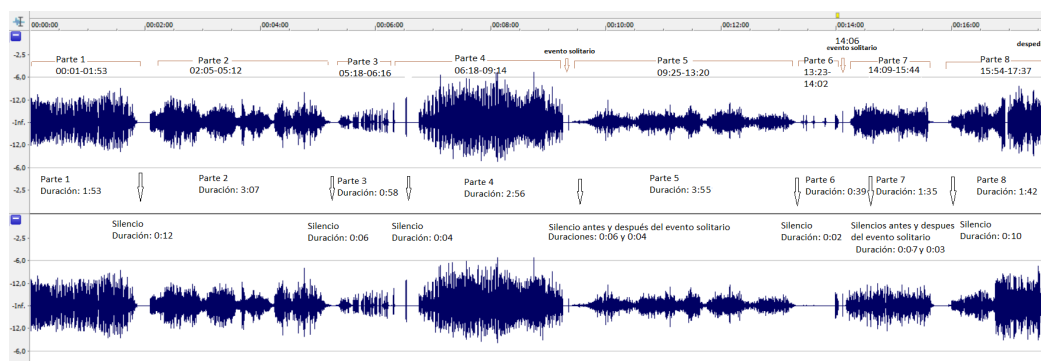 00:00:00 00:02:00 00:04:00 00:06:00 00:08:00 00:10:00 00:12:00 00:14:00 00:16:00
14:06
evento solitario evento solitario desped
-2.5
Parte 1 Parte 2 Parte 3 Parte 4 Parte 5 Parte 6 Parte 7 Parte 8
00:01-01:53 02:05-05:12 05:18-06:16 06:18-09:14 09:25-13:20 13:23- 14:09-15:44 15:54-17:37
14:02
-6.0
-12.0
-Inf.
-12.0
-6.0
-2.5
Parte 1 Parte 2 Parte 3 Parte 4 Parte 5 Parte 6 Parte 7 Parte 8
Duración: 1:53 Duración: 3:07 Duración: 0:58 Duración: 2:56 Duración: 3:55 Duración: 0:39 Duración: 1:35 Duración: 1:42
Silencio Silencio Silencio Silencio antes y después del evento solitario Silencio Silencios antes y despues Silencio
Duración: 0:12 Duración: 0:06 Duración: 0:04 Duraciones: 0:06 y 0:04 Duración: 0:02 del evento solitario Duración: 0:10
Duración: 0:07 y 0:03
-2.5
-6.0
-12.0
-Inf.
-12.0
-6.0